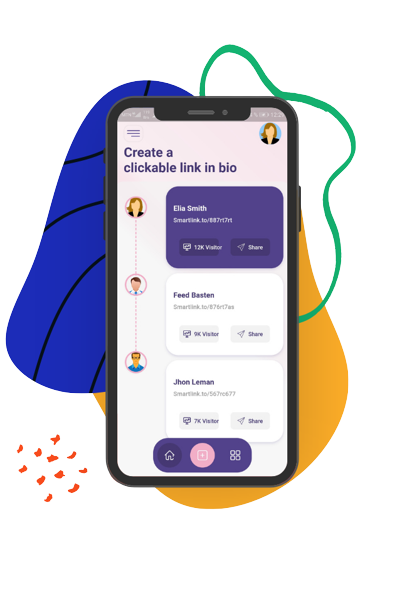 Create a
clickable link in bio
Elia Smith
Smartlink.to/887rt7rt
12K Visitor
Share
Feed Basten
Smartlink.to/876rt7as
9K Visitor
Share
Jhon Leman
Smartlink.to/567rc677
7K Visitor
Share